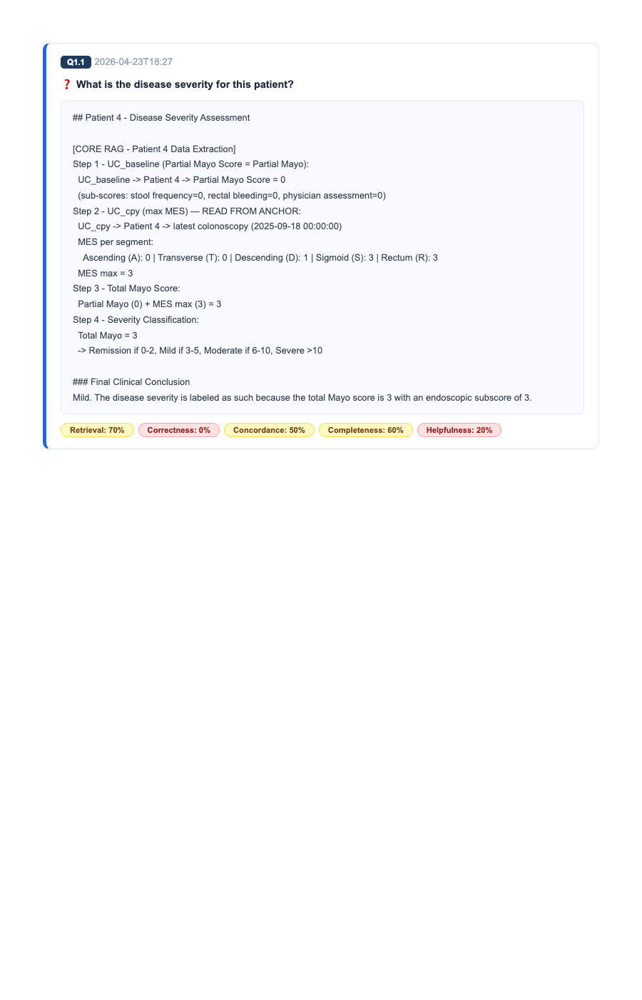 Q1.1 2026-04-23T18:27
❓ What is the disease severity for this patient?
## Patient 4 - Disease Severity Assessment
[CORE RAG - Patient 4 Data Extraction]
Step 1 - UC_baseline (Partial Mayo Score = Partial Mayo):
UC_baseline -> Patient 4 -> Partial Mayo Score = 0
(sub-scores: stool frequency=0, rectal bleeding=0, physician assessment=0)
Step 2 - UC_cpy (max MES) — READ FROM ANCHOR:
UC_cpy -> Patient 4 -> latest colonoscopy (2025-09-18 00:00:00)
MES per segment:
Ascending (A): 0 | Transverse (T): 0 | Descending (D): 1 | Sigmoid (S): 3 | Rectum (R): 3
MES max = 3
Step 3 - Total Mayo Score:
Partial Mayo (0) + MES max (3) = 3
Step 4 - Severity Classification:
Total Mayo = 3
-> Remission if 0-2, Mild if 3-5, Moderate if 6-10, Severe >10
### Final Clinical Conclusion
Mild. The disease severity is labeled as such because the total Mayo score is 3 with an endoscopic subscore of 3.
Retrieval: 70% Correctness: 0% Concordance: 50% Completeness: 60% Helpfulness: 20%